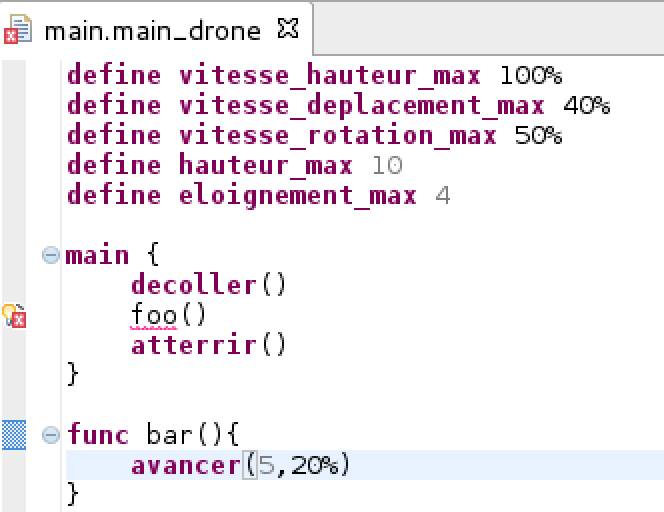 main.main_drone
define vitesse_hauteur_max 100%
define vitesse_deplacement_max 40%
define vitesse_rotation_max 50%
define hauteur_max 10
define eloignement_max 4
main {
decoller()
foo()
atterrir()
}
func bar(){
avancer(5,20%)
}